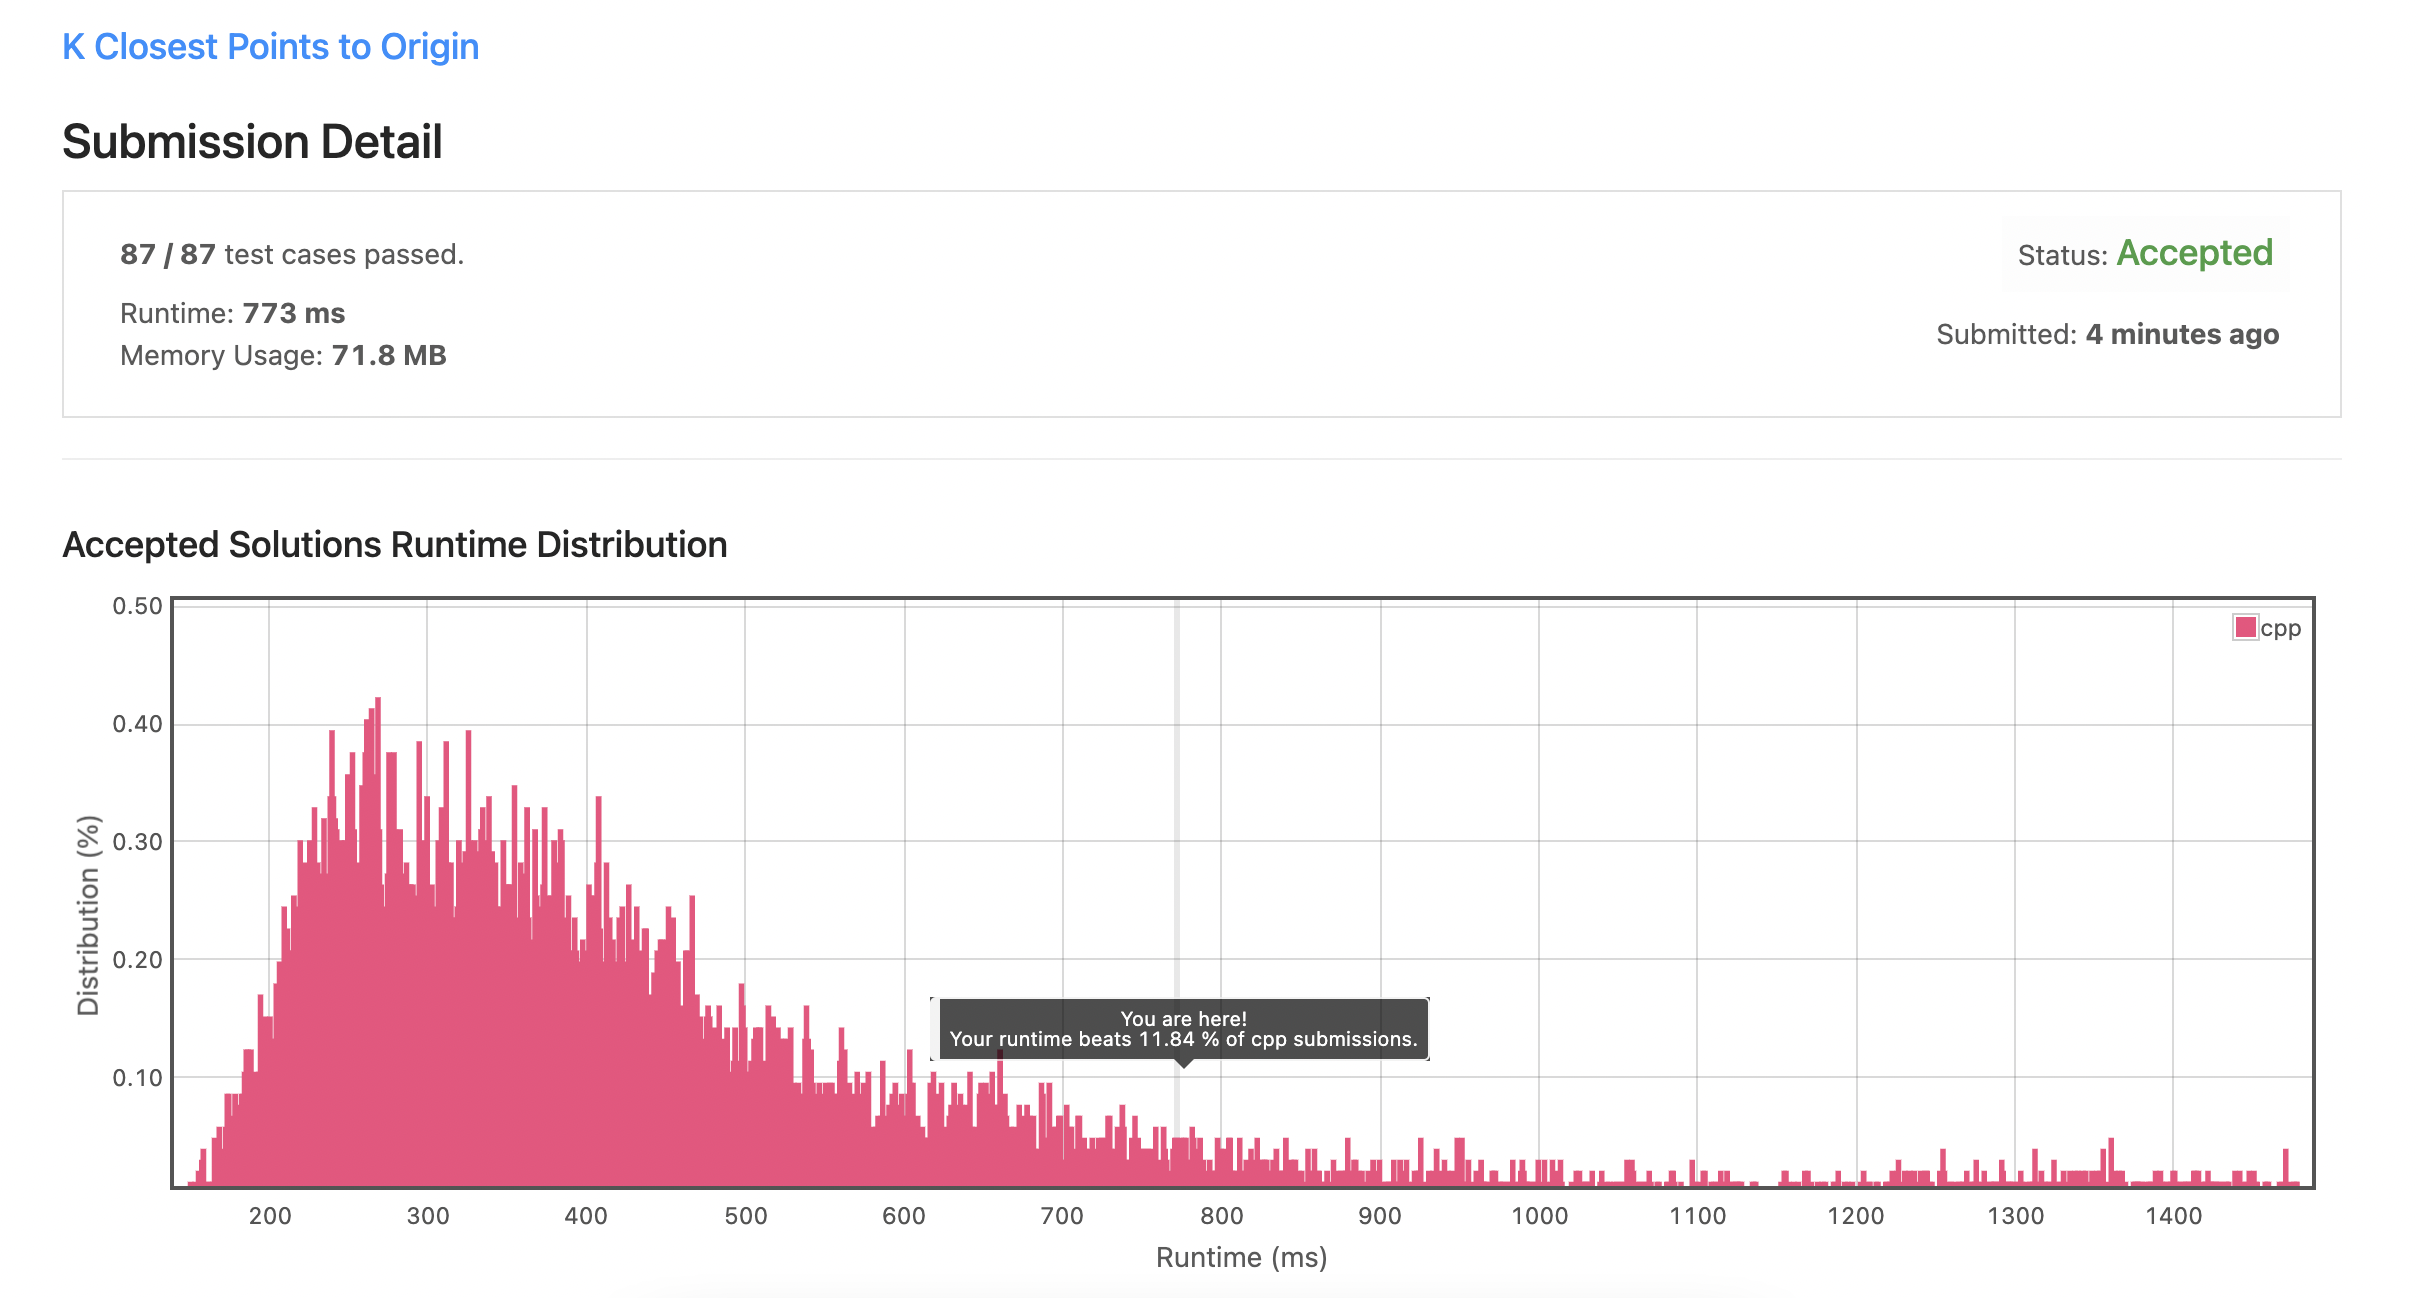 K Closest Points to Origin
Submission Detail
87 / 87 test cases passed.
Status: Accepted
Runtime: 773 ms
Submitted: 4 minutes ago
Memory Usage: 71.8 MB
Accepted Solutions Runtime Distribution
0.50
cpp
0.40
0.30
0.20
0.10
Distribution (%)
You are here!
Your runtime beats 11.84 % of cpp submissions.
200 300 400 500 600 700 800 900 1000 1100 1200 1300 1400
Runtime (ms)